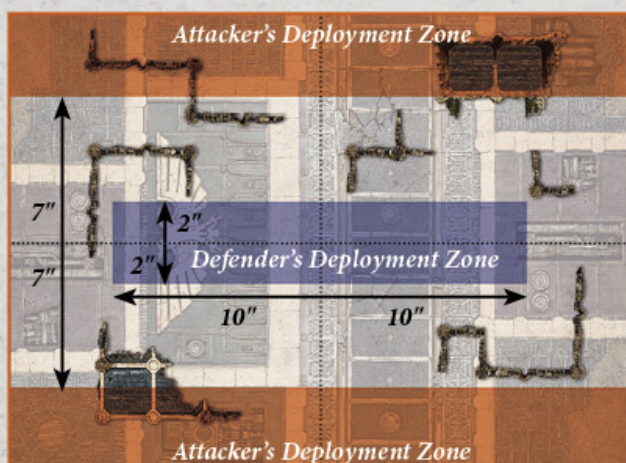 Attacker's Deployment Zone
7"
7"
2"
2"
Defender's Deployment Zone
10"
10"
Attacker's Deployment Zone